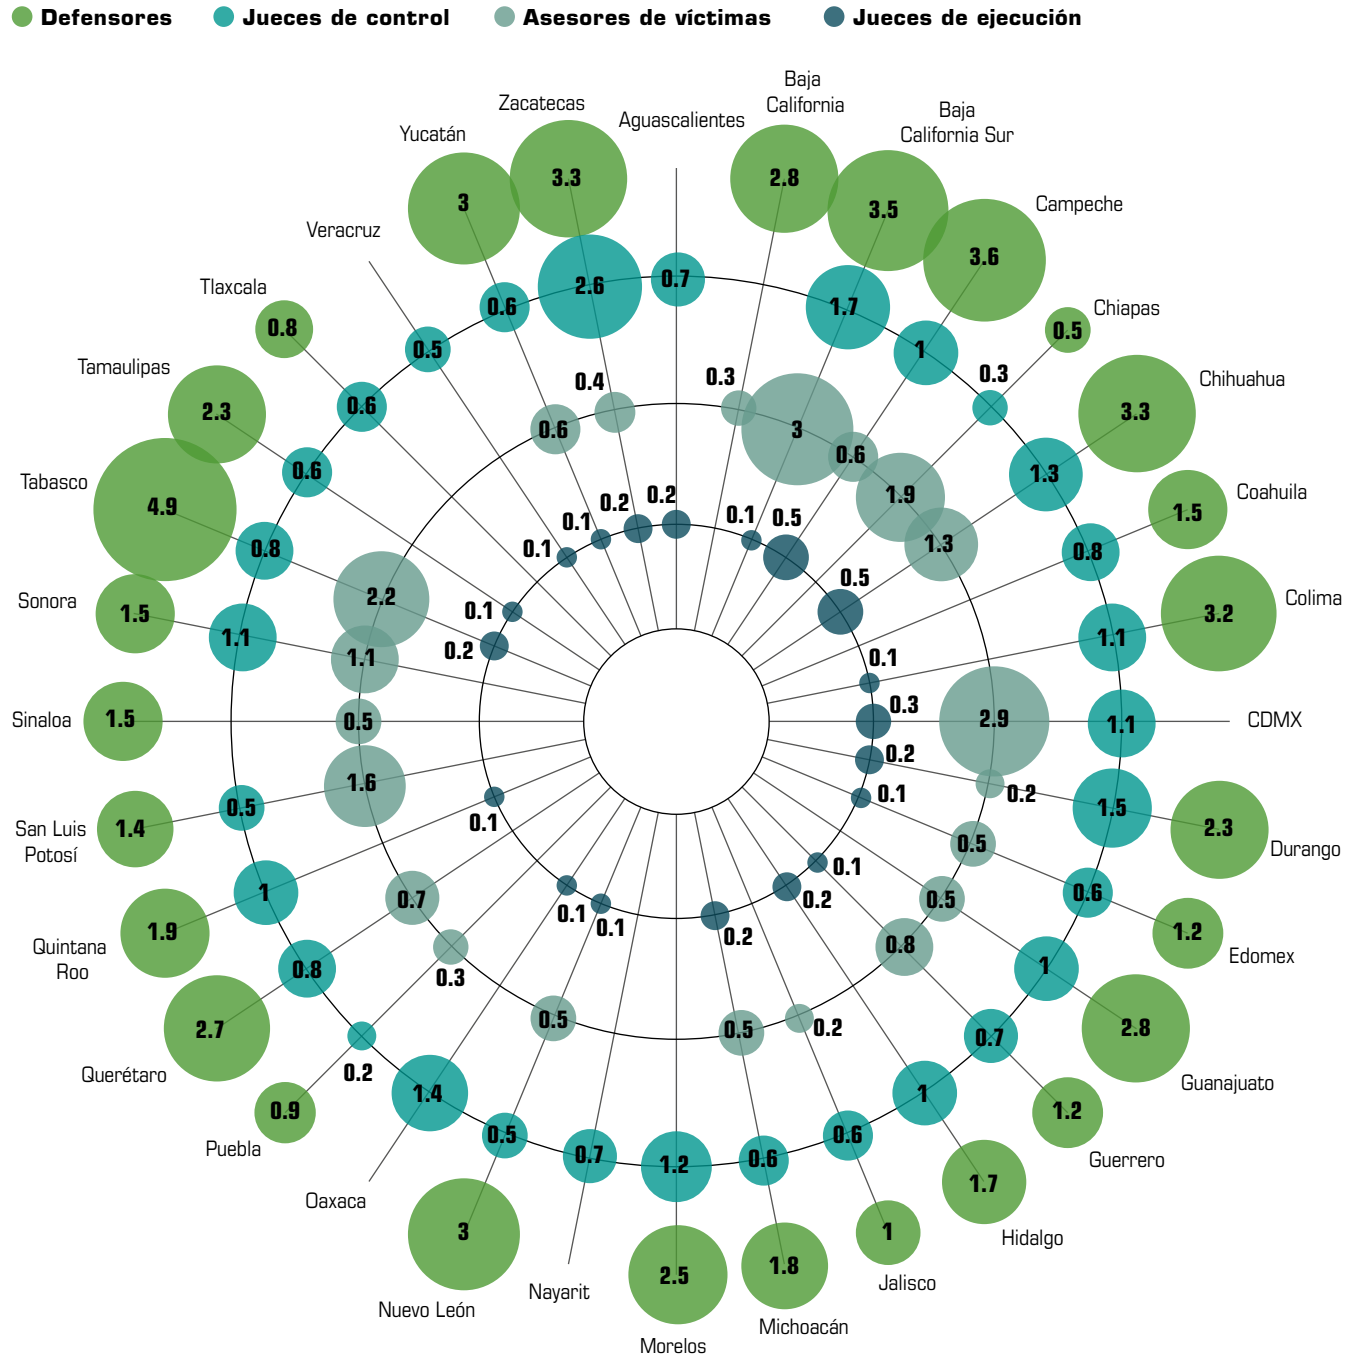 Defensores
Jueces de control
Asesores de víctimas
Jueces de ejecución
Aguascalientes
0.7
0.2
Baja
California
2.8
0.3
Baja
California Sur
3.5
1.7
3
0.1
Campeche
3.6
1
0.6
0.5
Chiapas
0.5
0.3
1.9
Chihuahua
3.3
1.3
1.3
0.5
Coahuila
1.5
0.8
Colima
3.2
1.1
0.1
CDMX
1.1
2.9
0.3
Durango
2.3
1.5
0.2
0.2
Edomex
1.2
0.6
0.5
0.1
Guanajuato
2.8
1
0.5
Guerrero
1.2
0.7
0.8
0.1
Hidalgo
1.7
1
0.2
Jalisco
1
0.6
0.2
Michoacán
1.8
0.6
0.5
0.2
Morelos
2.5
1.2
Nayarit
0.7
Nuevo León
3
0.5
0.5
0.1
Oaxaca
1.4
0.1
Puebla
0.9
0.2
0.3
Querétaro
2.7
0.8
0.7
Quintana
Roo
1.9
1
0.1
San Luis
Potosí
1.4
0.5
1.6
Sinaloa
1.5
0.5
Sonora
1.5
1.1
1.1
Tabasco
4.9
0.8
2.2
0.2
Tamaulipas
2.3
0.6
0.1
Tlaxcala
0.8
0.6
Veracruz
0.5
0.1
Yucatán
3
0.6
0.6
0.1
Zacatecas
3.3
2.6
0.4
0.2